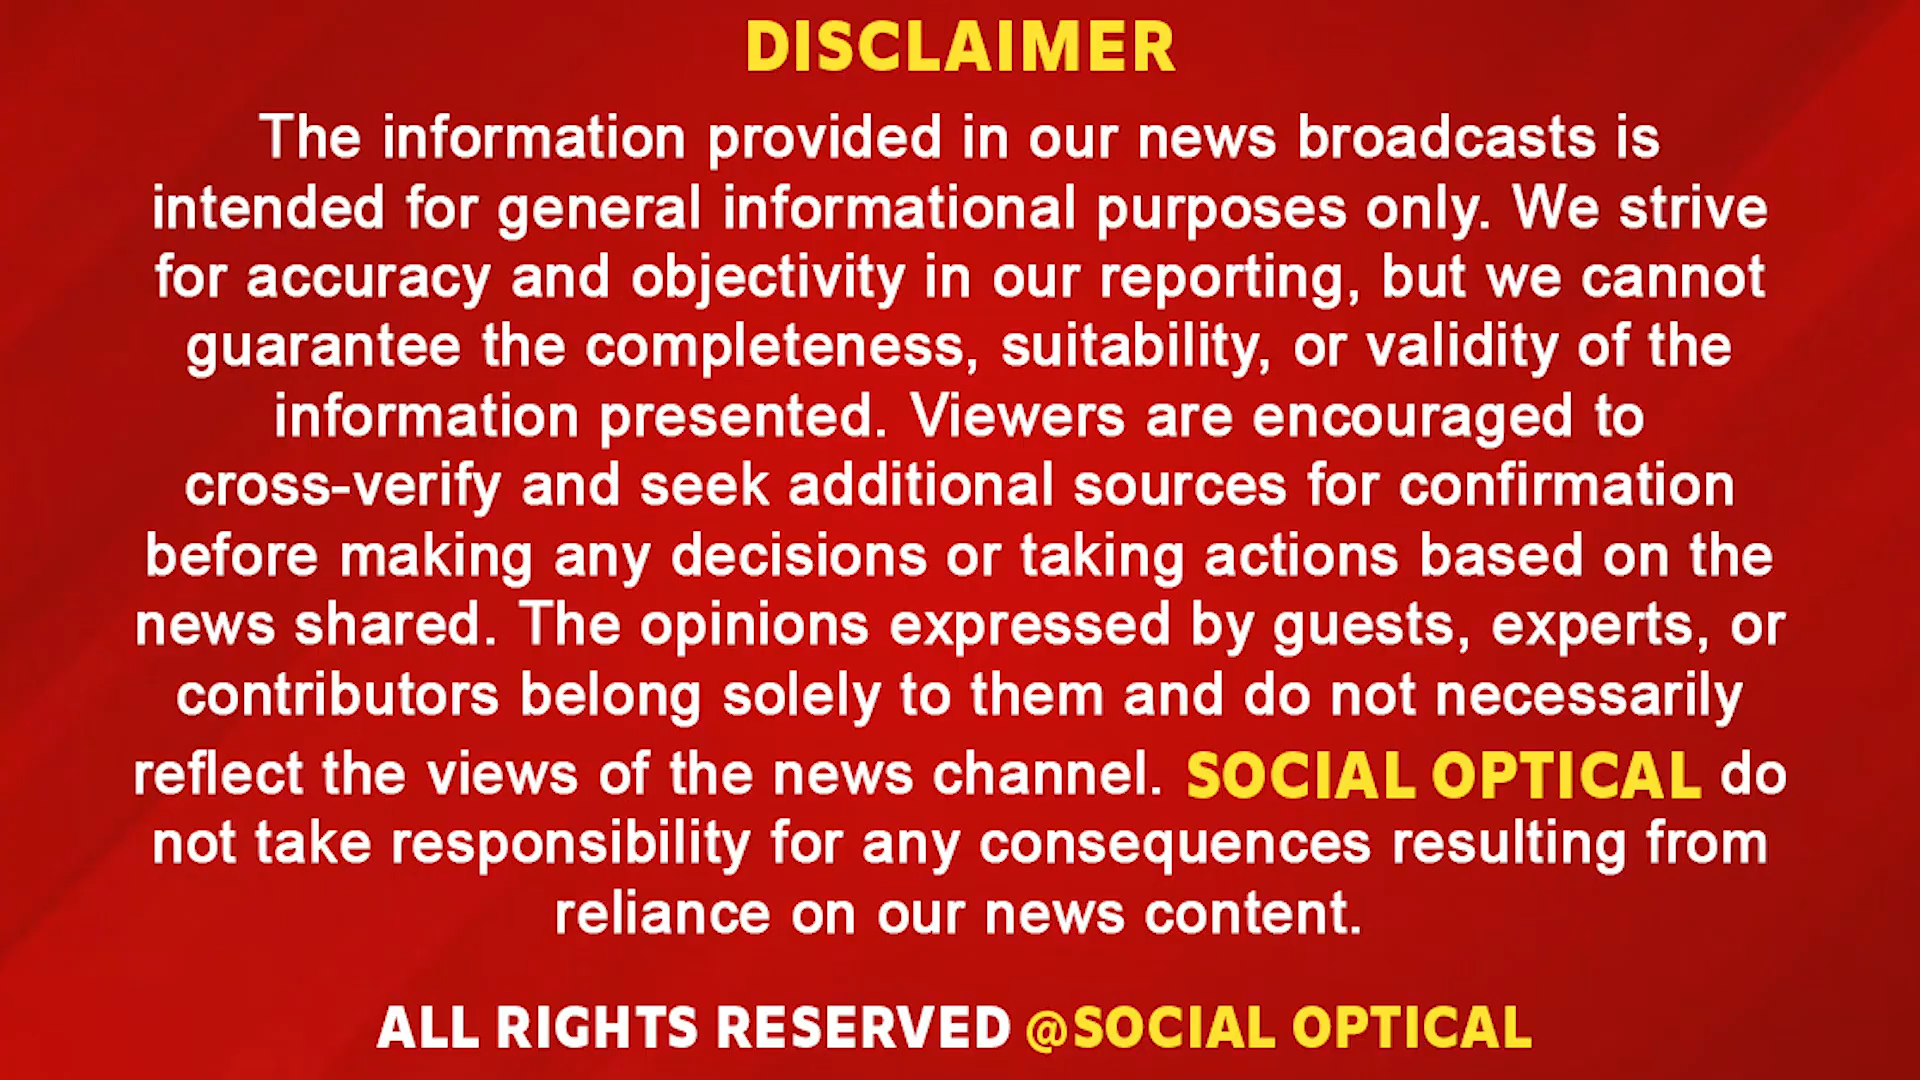 DISCLAIMER
The information provided in our news broadcasts is
intended for general informational purposes only. We strive
for accuracy and objectivity in our reporting, but we cannot
guarantee the completeness, suitability, or validity of the
information presented. Viewers are encouraged to
cross-verify and seek additional sources for confirmation
before making any decisions or taking actions based on the
news shared. The opinions expressed by guests, experts, or
contributors belong solely to them and do not necessarily
reflect the views of the news channel. SOCIAL OPTICAL do
not take responsibility for any consequences resulting from
reliance on our news content.
ALL RIGHTS RESERVED @SOCIAL OPTICAL